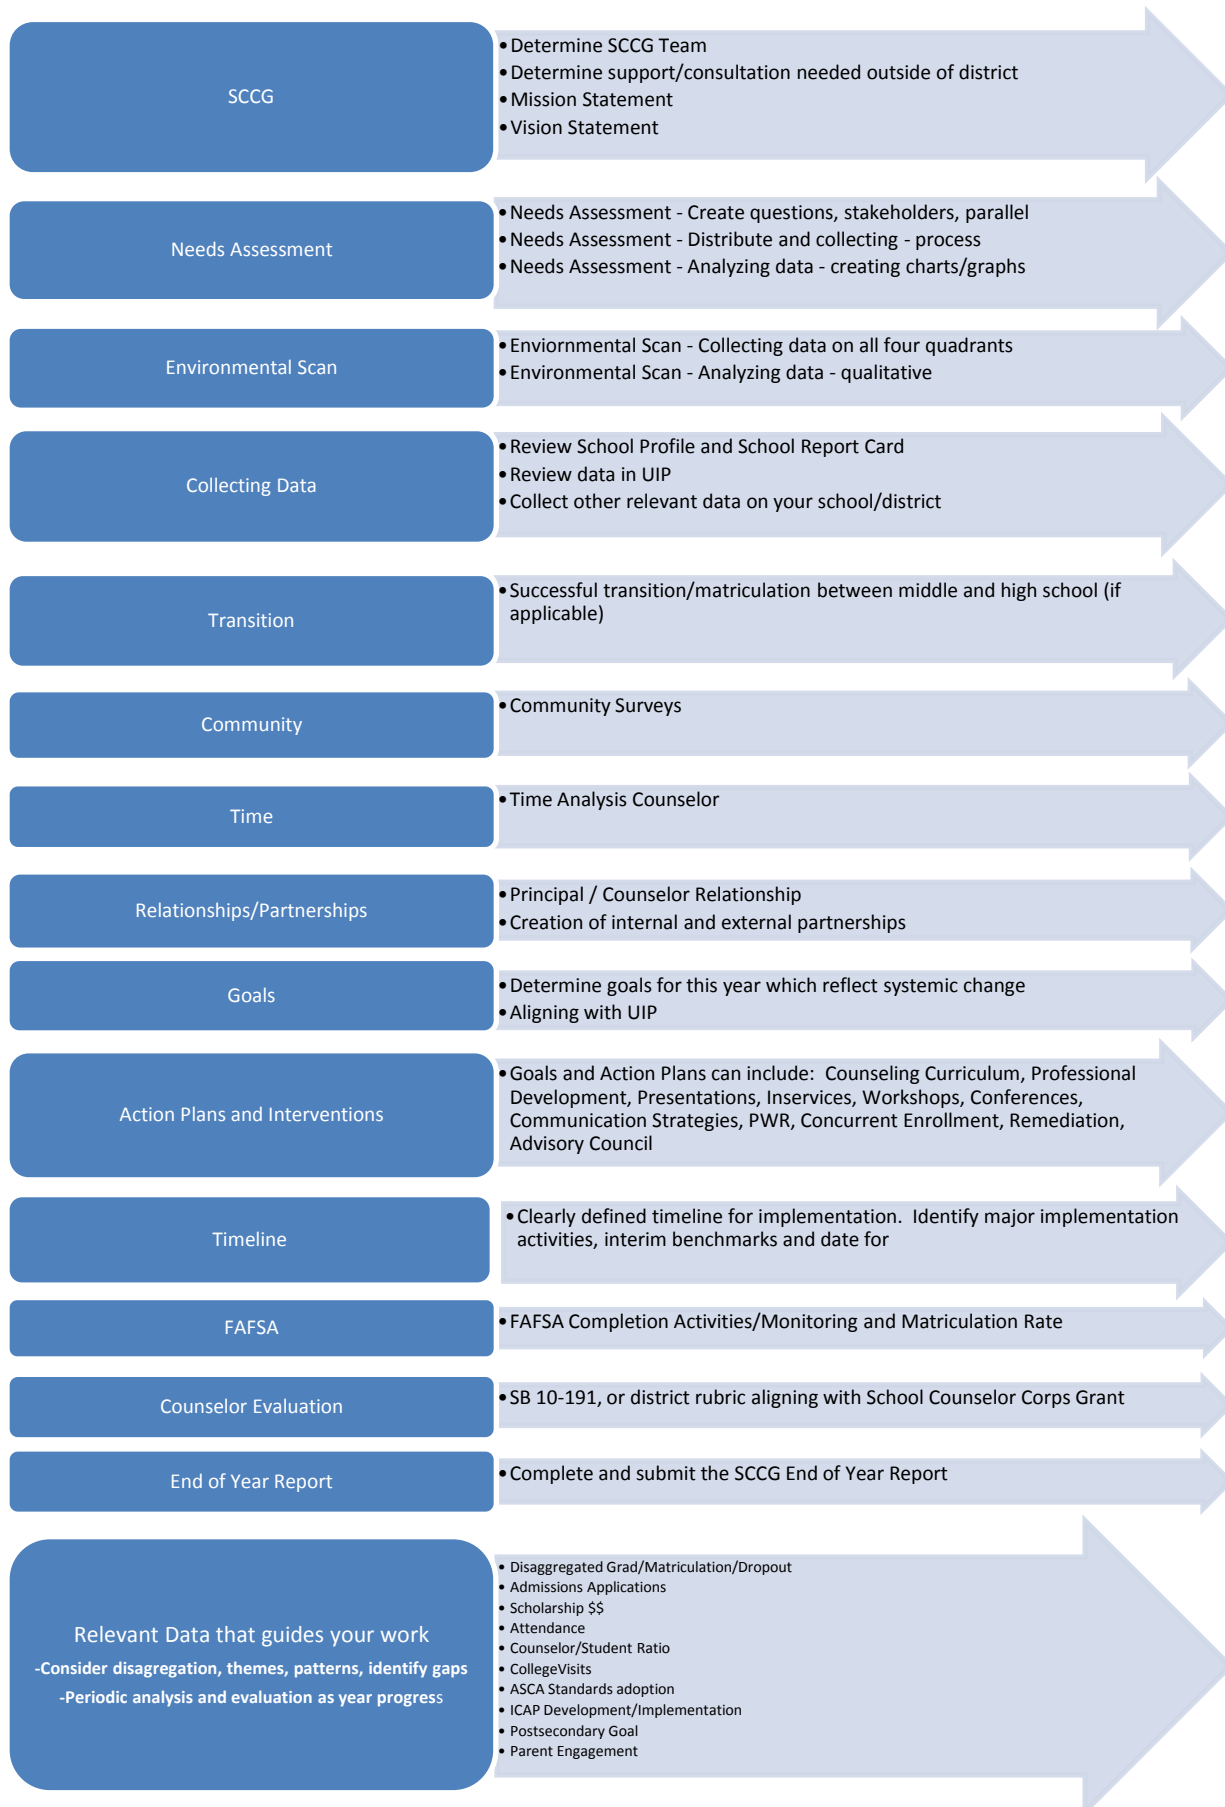 SCCG
• Determine SCCG Team
• Determine support/consultation needed outside of district
• Mission Statement
• Vision Statement
Needs Assessment
• Needs Assessment - Create questions, stakeholders, parallel
• Needs Assessment - Distribute and collecting - process
• Needs Assessment - Analyzing data - creating charts/graphs
Environmental Scan
• Enviornmental Scan - Collecting data on all four quadrants
• Environmental Scan - Analyzing data - qualitative
Collecting Data
• Review School Profile and School Report Card
• Review data in UIP
• Collect other relevant data on your school/district
Transition
• Successful transition/matriculation between middle and high school (if
applicable)
Community
• Community Surveys
Time
• Time Analysis Counselor
Relationships/Partnerships
• Principal / Counselor Relationship
• Creation of internal and external partnerships
Goals
• Determine goals for this year which reflect systemic change
• Aligning with UIP
Action Plans and Interventions
• Goals and Action Plans can include:  Counseling Curriculum, Professional
Development, Presentations, Inservices, Workshops, Conferences,
Communication Strategies, PWR, Concurrent Enrollment, Remediation,
Advisory Council
Timeline
• Clearly defined timeline for implementation.  Identify major implementation
activities, interim benchmarks and date for
FAFSA
• FAFSA Completion Activities/Monitoring and Matriculation Rate
Counselor Evaluation
• SB 10-191, or district rubric aligning with School Counselor Corps Grant
End of Year Report
• Complete and submit the SCCG End of Year Report
Relevant Data that guides your work
-Consider disagregation, themes, patterns, identify gaps
-Periodic analysis and evaluation as year progress
• Disaggregated Grad/Matriculation/Dropout
• Admissions Applications
• Scholarship $$
• Attendance
• Counselor/Student Ratio
• CollegeVisits
• ASCA Standards adoption
• ICAP Development/Implementation
• Postsecondary Goal
• Parent Engagement